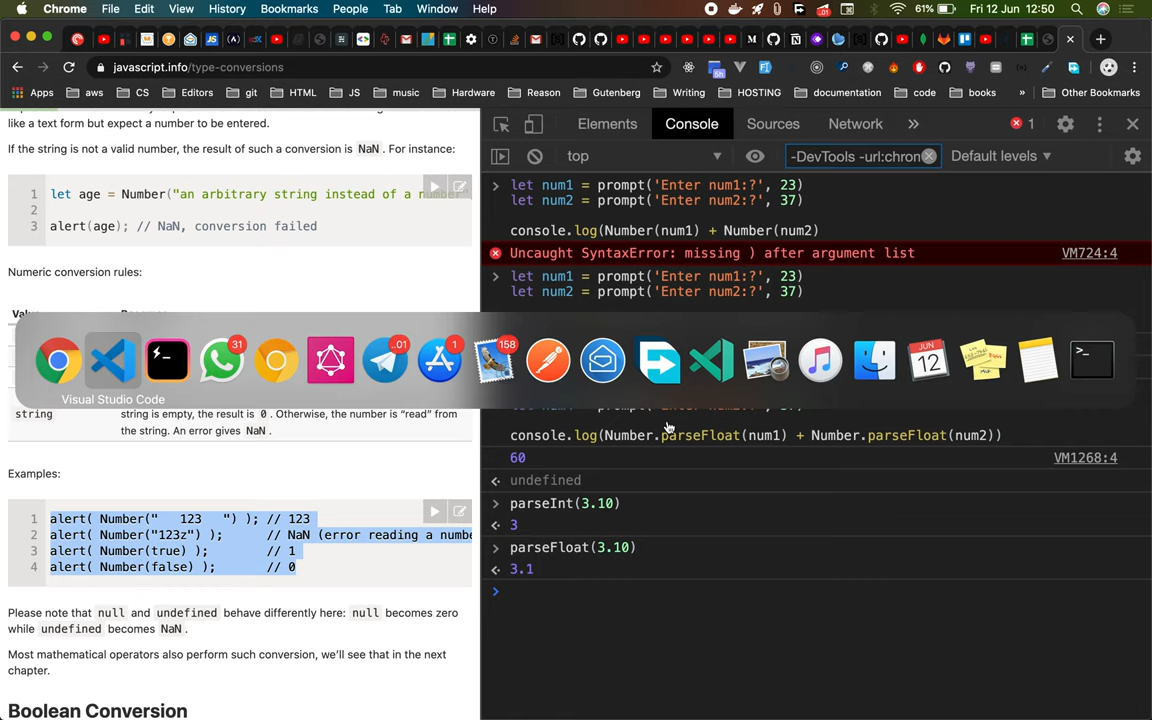 Chrome File Edit View History Bookmarks People Tab Window Help 61% Fri 12 Jun 12:50
javascript.info/type-conversions
5h
Apps aws CS Editors git HTML JS music Hardware Reason Gutenberg Writing HOSTING documentation code books » Other Bookmarks
like a text form but expect a number to be entered.
If the string is not a valid number, the result of such a conversion is NaN. For instance:
1 let age = Number("an arbitrary string instead of a number"
2
3 alert(age); // NaN, conversion failed
Numeric conversion rules:
string string is empty, the result is 0. Otherwise, the number is “read” from
the string. An error gives NaN.
Examples:
1 alert( Number("   123   ") ); // 123
2 alert( Number("123z") );      // NaN (error reading a numbe
3 alert( Number(true) );        // 1
4 alert( Number(false) );       // 0
Please note that null and undefined behave differently here: null becomes zero
while undefined becomes NaN.
Most mathematical operators also perform such conversion, we’ll see that in the next
chapter.
Boolean Conversion
Elements Console Sources Network » 1
top -DevTools -url:chron Default levels
let num1 = prompt('Enter num1:?', 23)
let num2 = prompt('Enter num2:?', 37)
console.log(Number(num1) + Number(num2)
Uncaught SyntaxError: missing ) after argument list VM724:4
let num1 = prompt('Enter num1:?', 23)
let num2 = prompt('Enter num2:?', 37)
31 ..01 1 158
JUN
12
Visual Studio Code
console.log(Number.parseFloat(num1) + Number.parseFloat(num2))
60 VM1268:4
undefined
parseInt(3.10)
3
parseFloat(3.10)
3.1